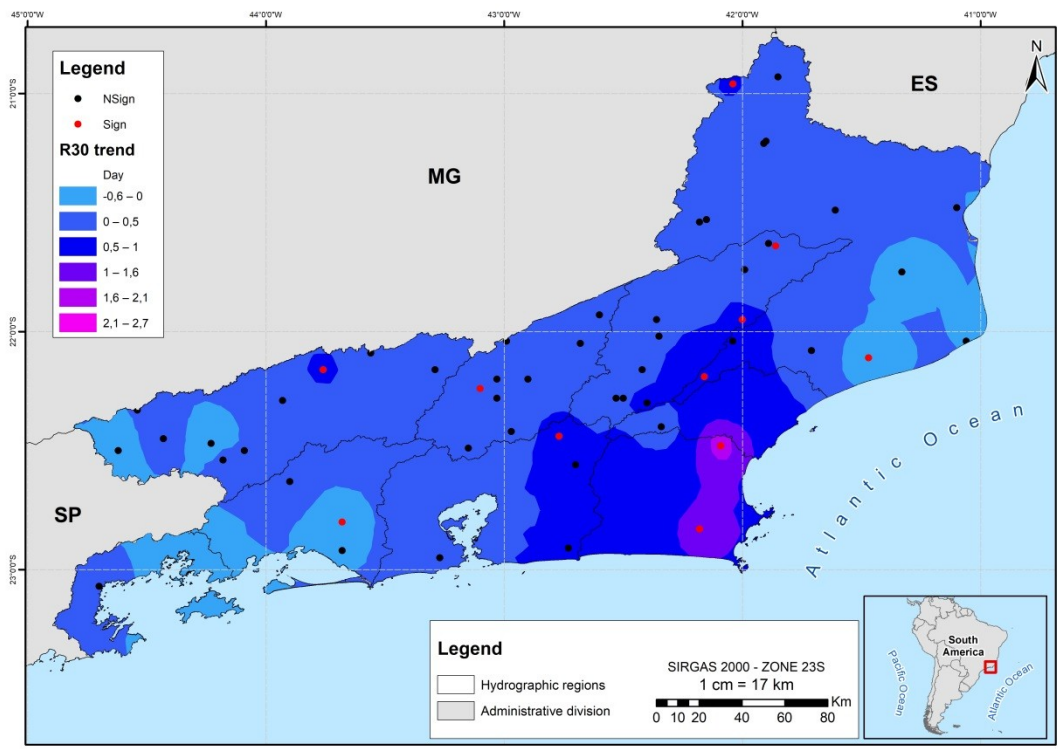 45°0'0"S
44°0'0"W
43°0'0"W
42°0'0"W
41°0'0"W
21°0'0"S
22°0'0"S
23°0'0"S
Legend
NSign
Sign
R30 trend
Day
-0,6 – 0
0 – 0,5
0,5 – 1
1 – 1,6
1,6 – 2,1
2,1 – 2,7
N
ES
MG
SP
Atlantic Ocean
Legend
Hydrographic regions
Administrative division
SIRGAS 2000 - ZONE 23S
1 cm = 17 km
Km
0 5 10 20 40 60 80
South
America
Pacific Ocean
Atlantic Ocean